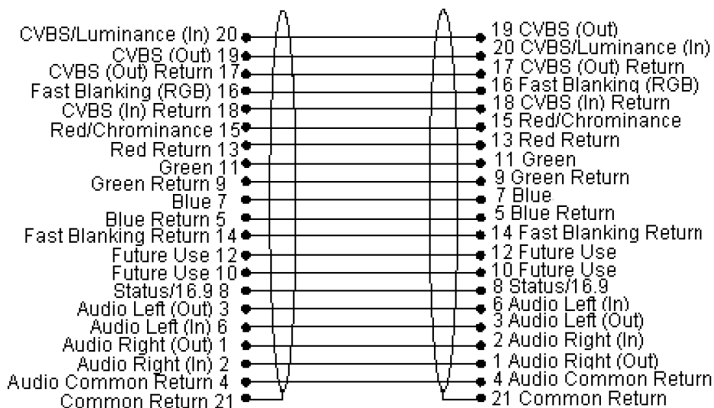 CVBS/Luminance (In) 20
CVBS (Out) 19
CVBS (Out) Return 17
Fast Blanking (RGB) 16
CVBS (In) Return 18
Red/Chrominance 15
Red Return 13
Green 11
Green Return 9
Blue 7
Blue Return 5
Fast Blanking Return 14
Future Use 12
Future Use 10
Status/16.9 8
Audio Left (Out) 3
Audio Left (In) 6
Audio Right (Out) 1
Audio Right (In) 2
Audio Common Return 4
Common Return 21
19 CVBS (Out)
20 CVBS/Luminance (In)
17 CVBS (Out) Return
16 Fast Blanking (RGB)
18 CVBS (In) Return
15 Red/Chrominance
13 Red Return
11 Green
9 Green Return
7 Blue
5 Blue Return
14 Fast Blanking Return
12 Future Use
10 Future Use
8 Status/16.9
6 Audio Left (In)
3 Audio Left (Out)
2 Audio Right (In)
1 Audio Right (Out)
4 Audio Common Return
21 Common Return